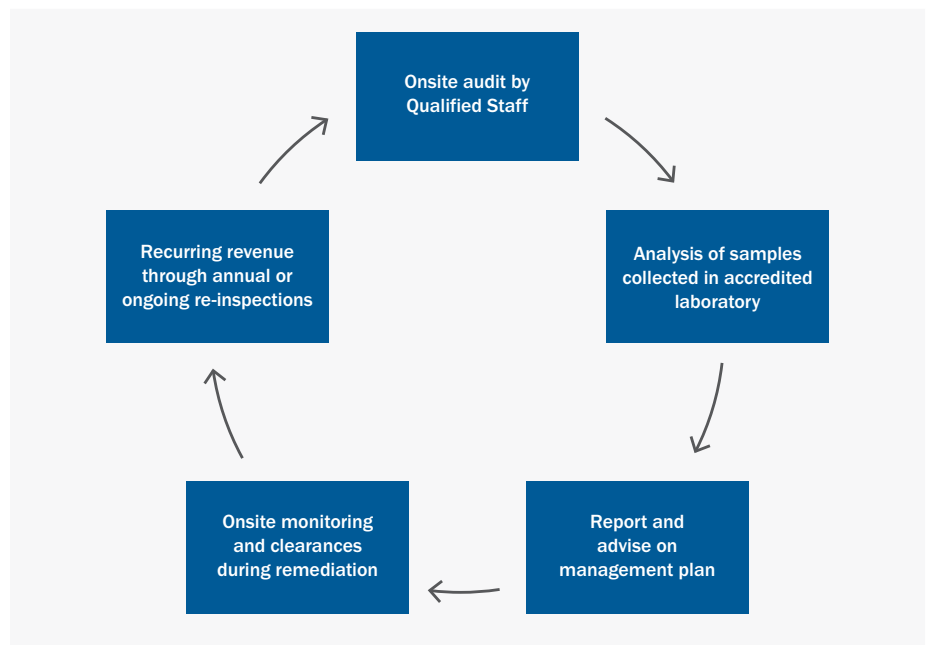 Onsite audit by
Qualified Staff
Analysis of samples
collected in accredited
laboratory
Report and
advise on
management plan
Onsite monitoring
and clearances
during remediation
Recurring revenue
through annual or
ongoing re-inspections